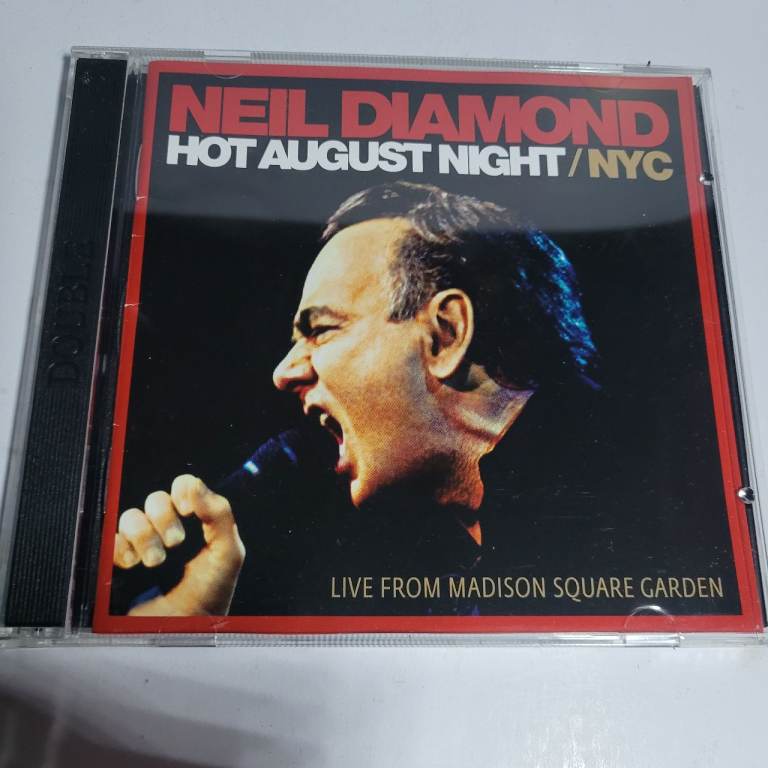 NEIL DIAMOND
HOT AUGUST NIGHT / NYC
DOUBLE
LIVE FROM MADISON SQUARE GARDEN